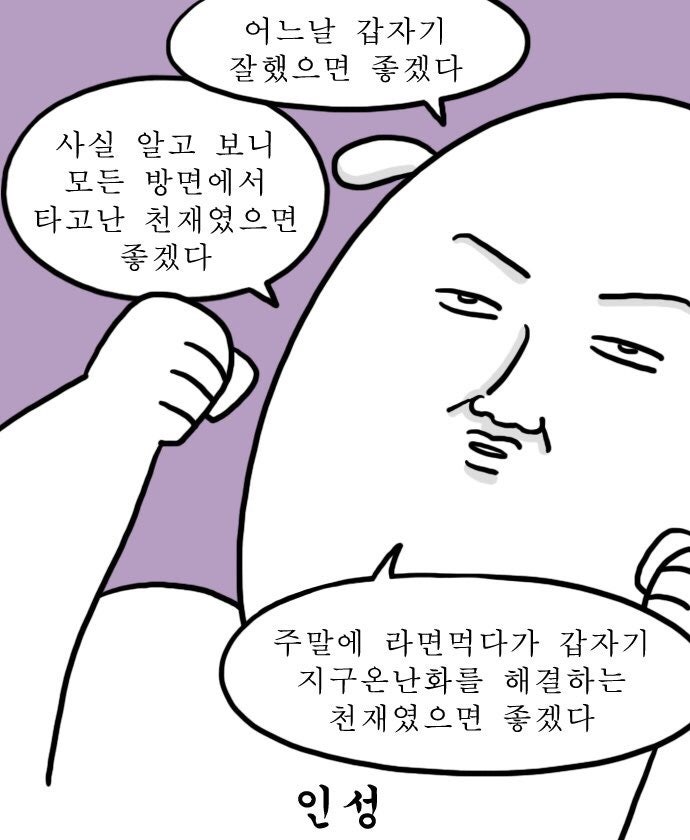 어느날 갑자기
잘했으면 좋겠다
사실 알고 보니
모든 방면에서
타고난 천재였으면
좋겠다
주말에 라면먹다가 갑자기
지구온난화를 해결하는
천재였으면 좋겠다
인성